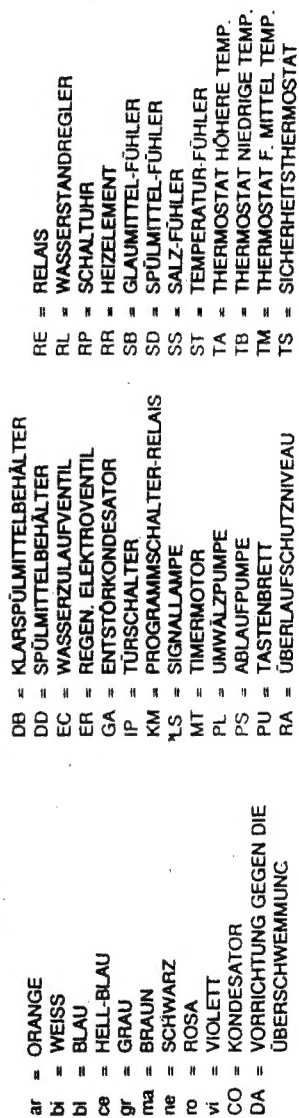 ar = ORANGE
bi = WEISS
bl = BLAU
ce = HELL-BLAU
gr = GRAU
ma = BRAUN
ne = SCHWARZ
ro = ROSA
vi = VIOLETT
CO = KONDESATOR
DA = VORRICHTUNG GEGEN DIE
ÜBERSCHWEMMUNG
DB = KLARSPÜLMITTELBEHÄLTER
DD = SPÜLMITTELBEHÄLTER
EC = WASSERZULAUFVENTIL
ER = REGEN. ELEKTROVENTIL
GA = ENTSTÖRKONDESATOR
IP = TÜRSCHALTER
KM = PROGRAMMSCHALTER-RELAIS
LS = SIGNALLAMPE
MT = TIMERMOTOR
PL = UMWÄLZPUMPE
PS = ABLAUFPUMPE
PU = TASTENBRETT
RA = ÜBERLAUFSCHUTZNIVEAU
RE = RELAIS
RL = WASSERSTANDREGLER
RP = SCHALTUHR
RR = HEIZELEMENT
SB = GLAUMITTEL-FÜHLER
SD = SPÜLMITTEL-FÜHLER
SS = SALZ-FÜHLER
ST = TEMPERATUR-FÜHLER
TA = THERMOSTAT HÖHERE TEMP.
TB = THERMOSTAT NIEDRIGE TEMP.
TM = THERMOSTAT F. MITTEL TEMP.
TS = SICHERHEITSTHERMOSTAT